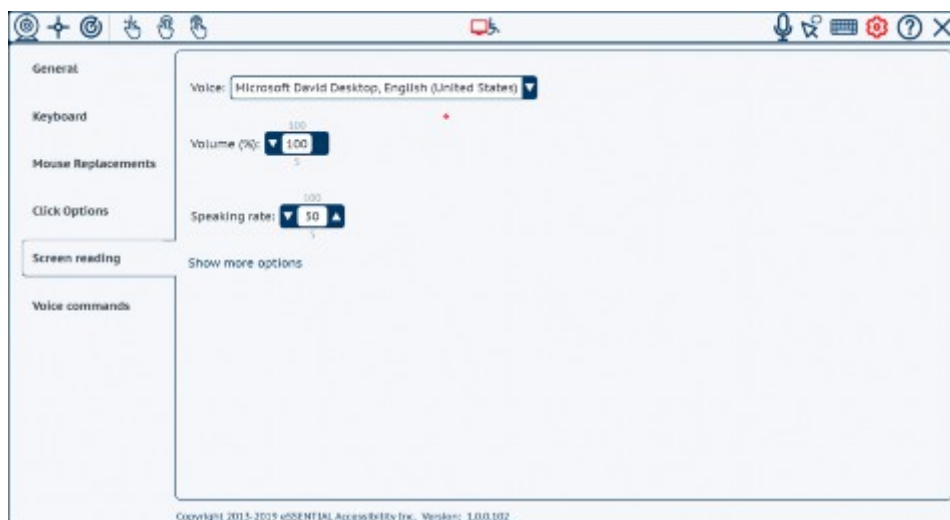 General
Keyboard
Mouse Replacements
Click Options
Screen reading
Voice commands
Voice: Microsoft David Desktop, English (United States)
100
Volume (%): 100
5
100
Speaking rate: 50
5
Show more options
Copyright 2013-2019 eSSENTIAL Accessibility Inc. Version: 1.0.0.102